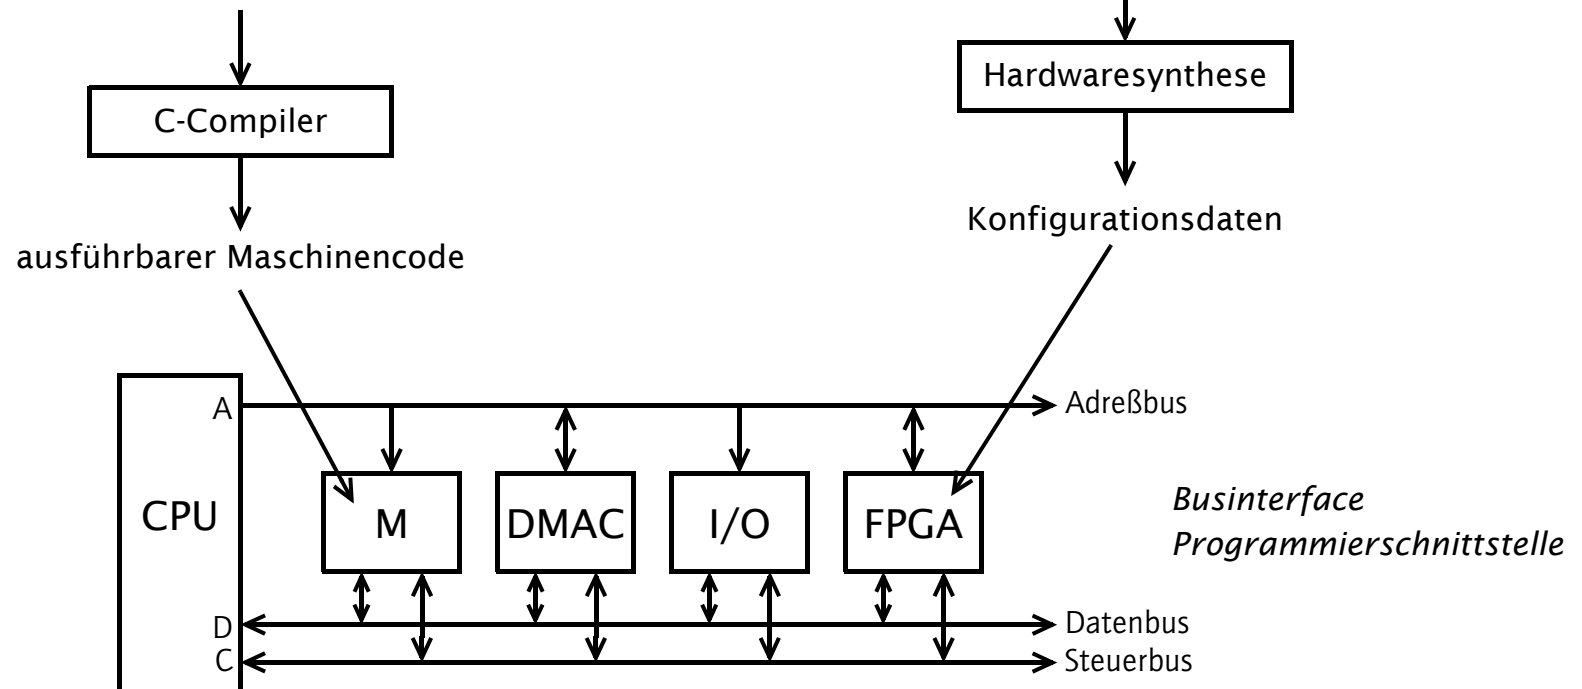 Hardwaresynthese
C-Compiler
Konfigurationsdaten
ausführbarer Maschinencode
A
Adreßbus
CPU
M
DMAC
I/O
FPGA
Businterface
Programmierschnittstelle
D
Datenbus
C
Steuerbus